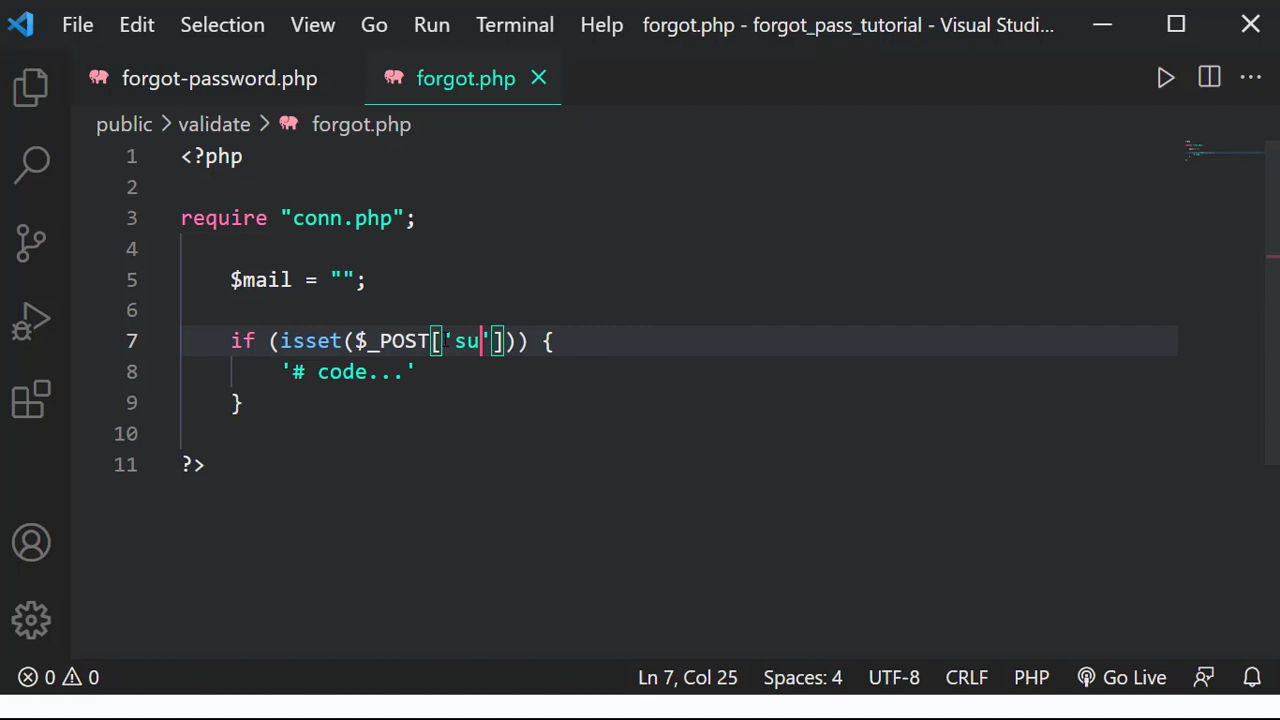 File Edit Selection View Go Run Terminal Help forgot.php - forgot_pass_tutorial - Visual Studi...
forgot-password.php forgot.php
public > validate > forgot.php
1 <?php
2
3 require "conn.php";
4
5 $mail = "";
6
7 if (isset($_POST['su'])) {
8 '# code...'
9 }
10
11 ?>
0 0 Ln 7, Col 25 Spaces: 4 UTF-8 CRLF PHP Go Live